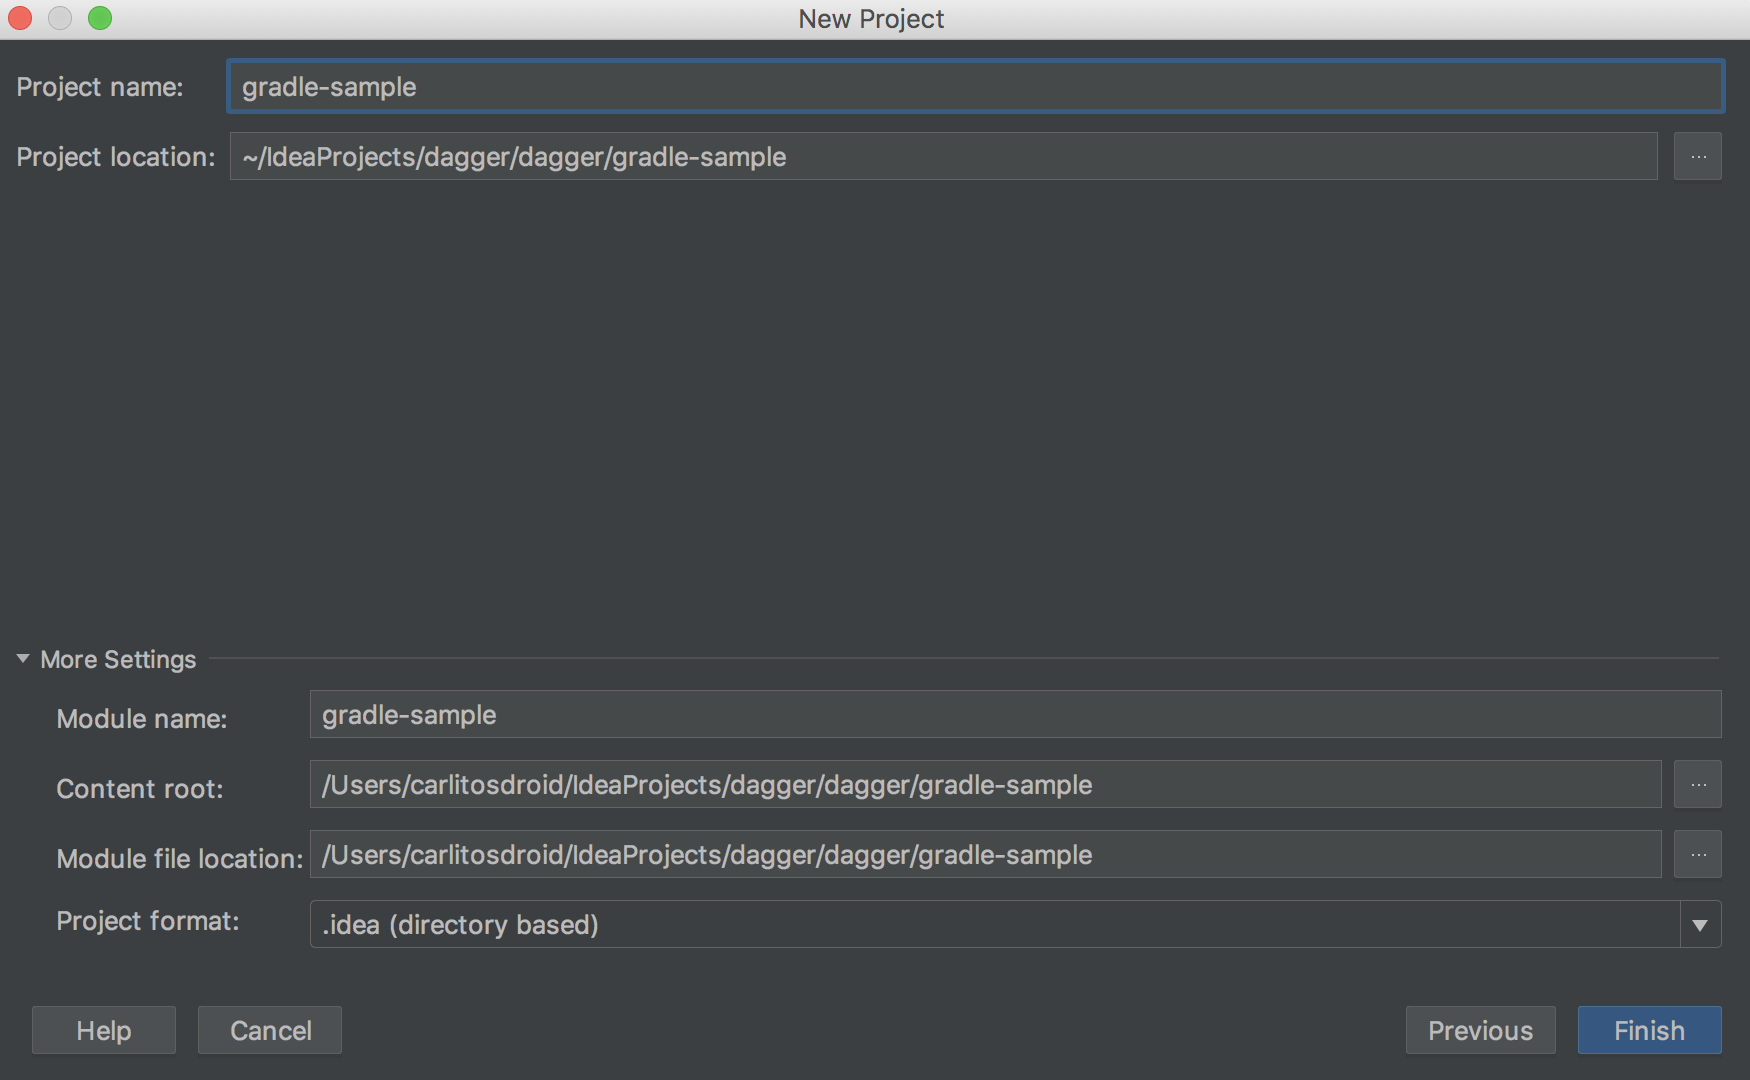 New Project
Project name: gradle-sample
Project location: ~/IdeaProjects/dagger/dagger/gradle-sample ...
More Settings
Module name: gradle-sample
Content root: /Users/carlitosdroid/IdeaProjects/dagger/dagger/gradle-sample ...
Module file location: /Users/carlitosdroid/IdeaProjects/dagger/dagger/gradle-sample ...
Project format: .idea (directory based)
Help Cancel Previous Finish